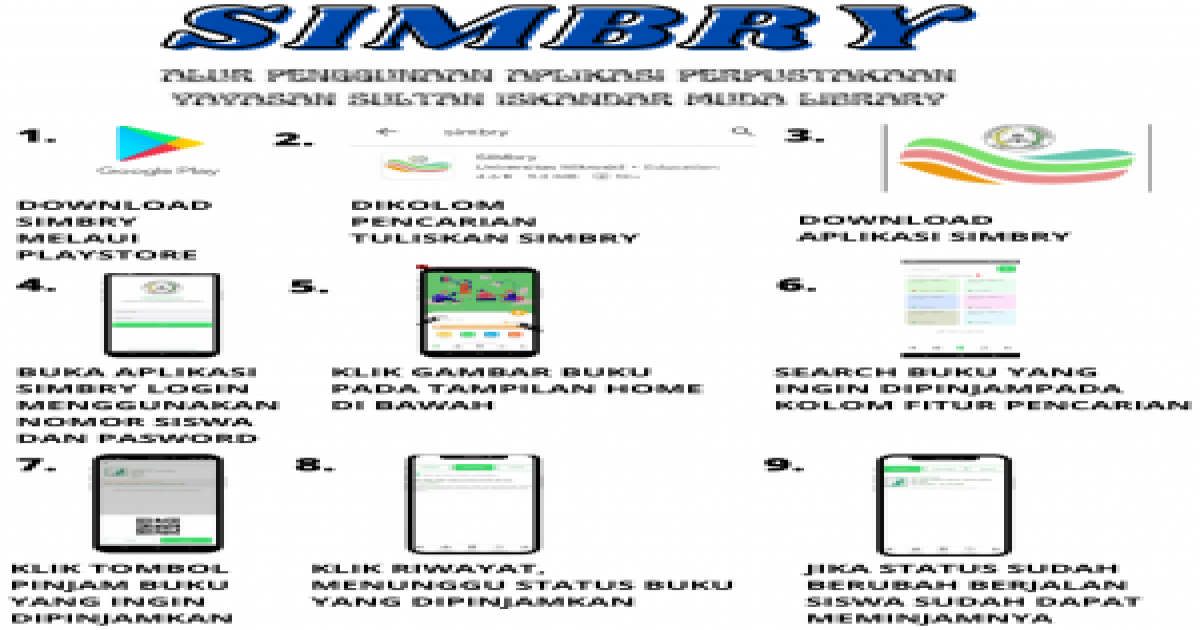 SIMBRY
ALUR PENGGUNAAN APLIKASI PERPUSTAKAAN
YAYASAN SULTAN ISKANDAR MUDA LIBRARY
1.
Google Play
DOWNLOAD
SIMBRY
MELAUI
PLAYSTORE
2.
simbry
Simbry
Education
DIKOLOM
PENCARIAN
TULISKAN SIMBRY
3.
DOWNLOAD
APLIKASI SIMBRY
4.
BUKA APLIKASI
SIMBRY LOGIN
MENGGUNAKAN
NOMOR SISWA
DAN PASWORD
5.
KLIK GAMBAR BUKU
PADA TAMPILAN HOME
DI BAWAH
6.
SEARCH BUKU YANG
INGIN DIPINJAMPADA
KOLOM FITUR PENCARIAN
7.
KLIK TOMBOL
PINJAM BUKU
YANG INGIN
DIPINJAMKAN
8.
KLIK RIWAYAT,
MENUNGGU STATUS BUKU
YANG DIPINJAMKAN
9.
JIKA STATUS SUDAH
BERUBAH BERJALAN
SISWA SUDAH DAPAT
MEMINJAMNYA